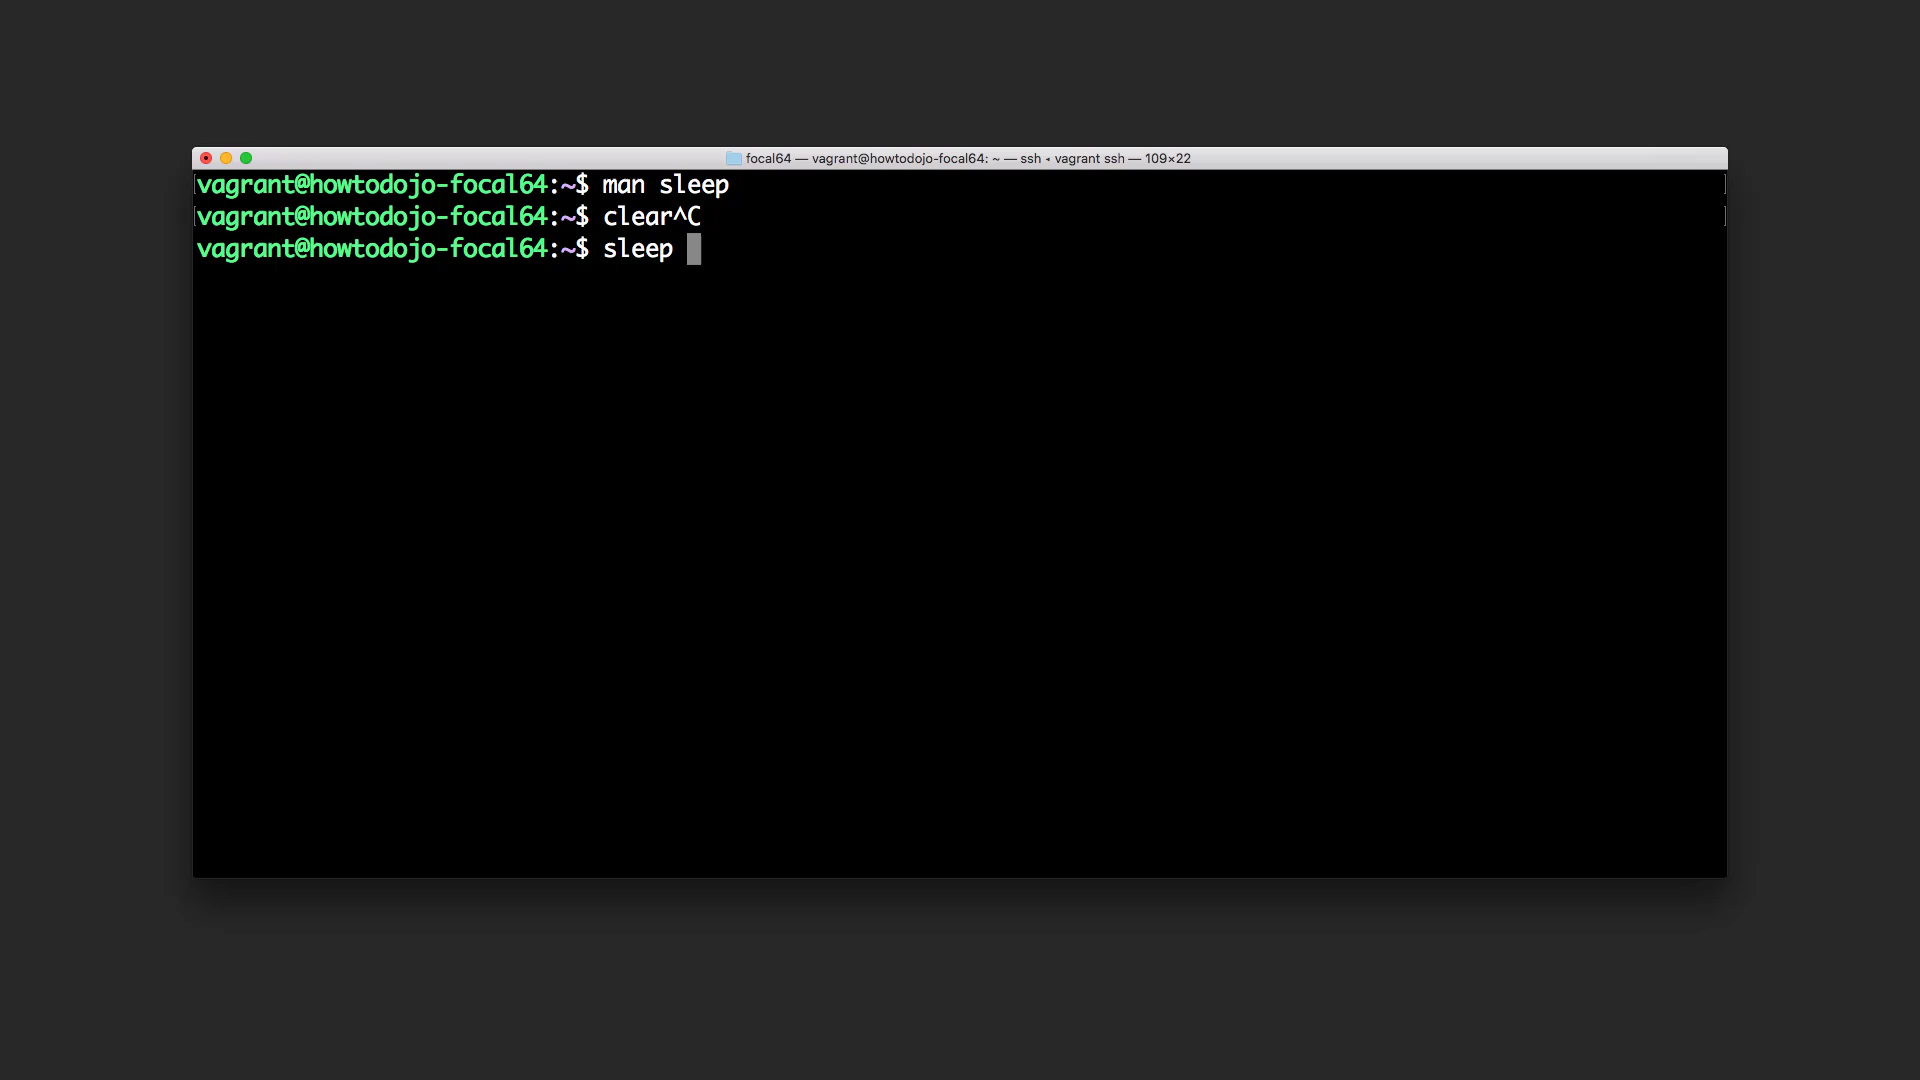 focal64 — vagrant@howtodojo-focal64: ~ — ssh ◂ vagrant ssh — 109×22
[vagrant@howtodojo-focal64:~$ man sleep ]
[vagrant@howtodojo-focal64:~$ clear^C ]
vagrant@howtodojo-focal64:~$ sleep